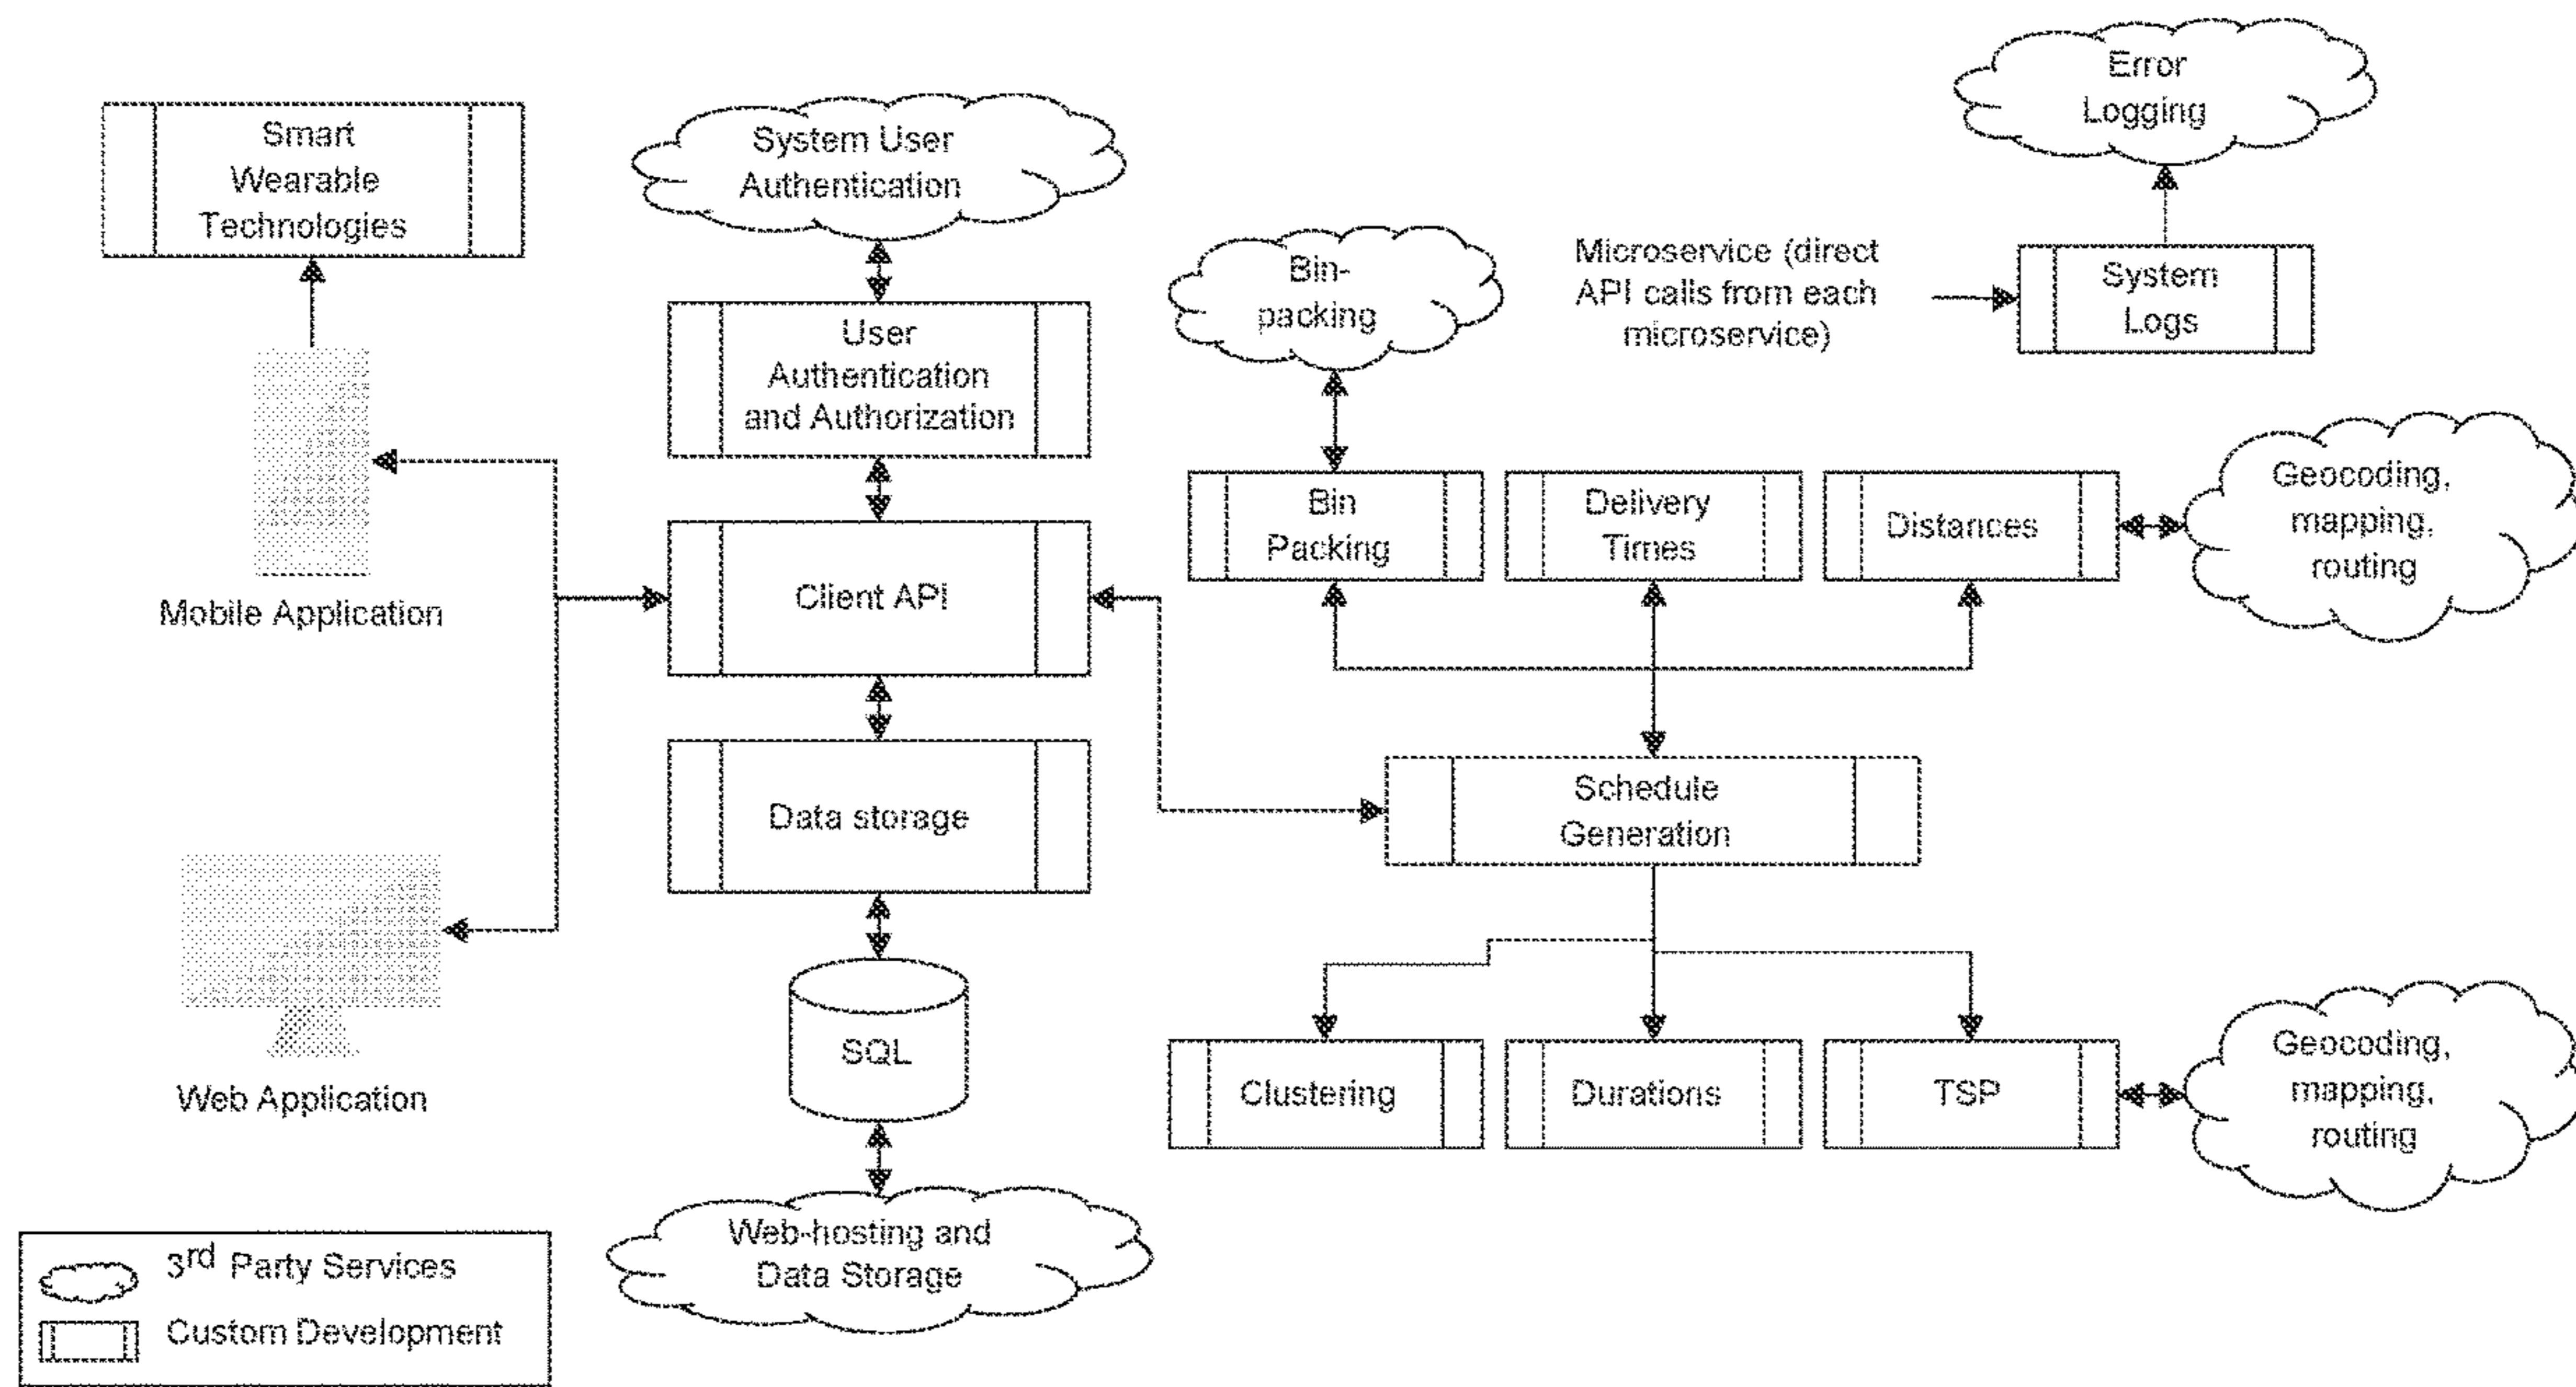 Error
Logging
Smart
Wearable
Technologies
System User
Authentication
Bin-
packing
Microservice (direct
API calls from each
microservice)
System
Logs
User
Authentication
and Authorization
Mobile Application
Client API
Bin
Packing
Delivery
Times
Distances
Geocoding,
mapping,
routing
Data storage
Schedule
Generation
Web Application
SQL
Clustering
Durations
TSP
Geocoding,
mapping,
routing
Web-hosting and
Data Storage
3rd Party Services
Custom Development